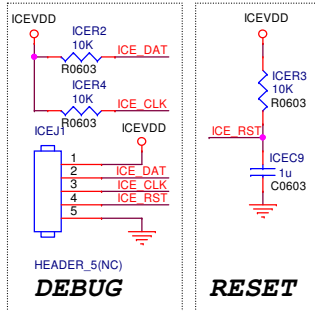 ICEVDD
ICER2
10K
ICE_DAT
R0603
ICER4
10K
ICE_CLK
R0603
ICEJ1
ICEVDD
1
2
ICE_DAT
3
ICE_CLK
4
ICE_RST
5
HEADER_5(NC)
DEBUG
ICEVDD
ICER3
10K
R0603
ICE_RST
ICEC9
1u
C0603
RESET